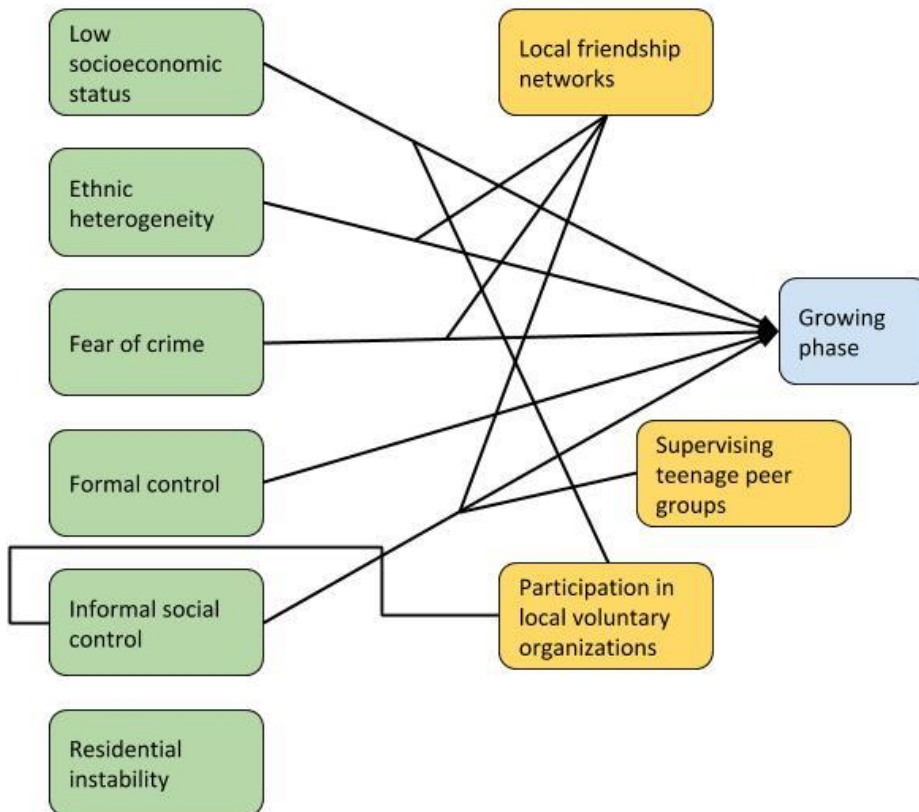 Low
socioeconomic
status
Local friendship
networks
Ethnic
heterogeneity
Fear of crime
Growing
phase
Formal control
Supervising
teenage peer
groups
Informal social
control
Participation in
local voluntary
organizations
Residential
instability